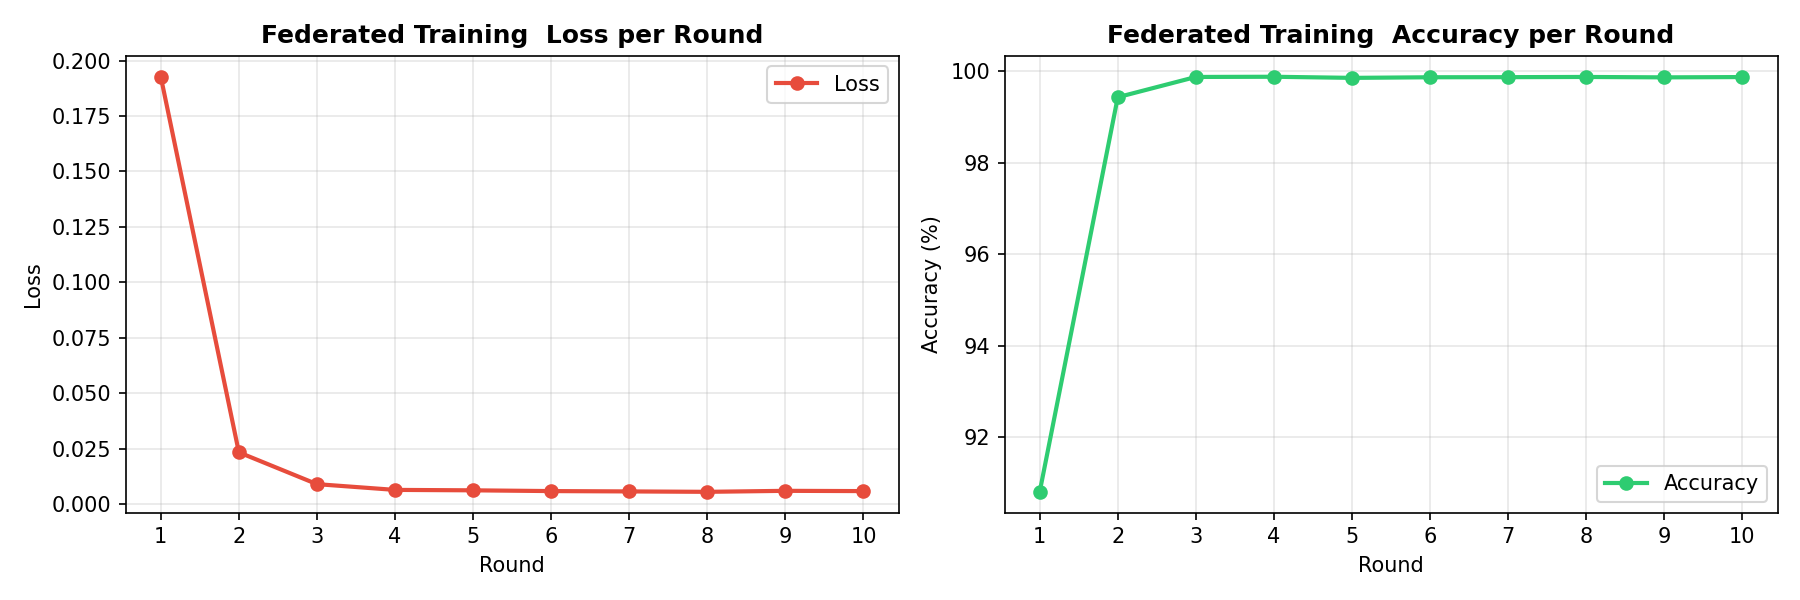 Federated Training  Loss per Round
0.200
0.175
0.150
0.125
0.100
0.075
0.050
0.025
0.000
Loss
Loss
1 2 3 4 5 6 7 8 9 10
Round
Federated Training  Accuracy per Round
100
98
96
94
92
Accuracy (%)
Accuracy
1 2 3 4 5 6 7 8 9 10
Round